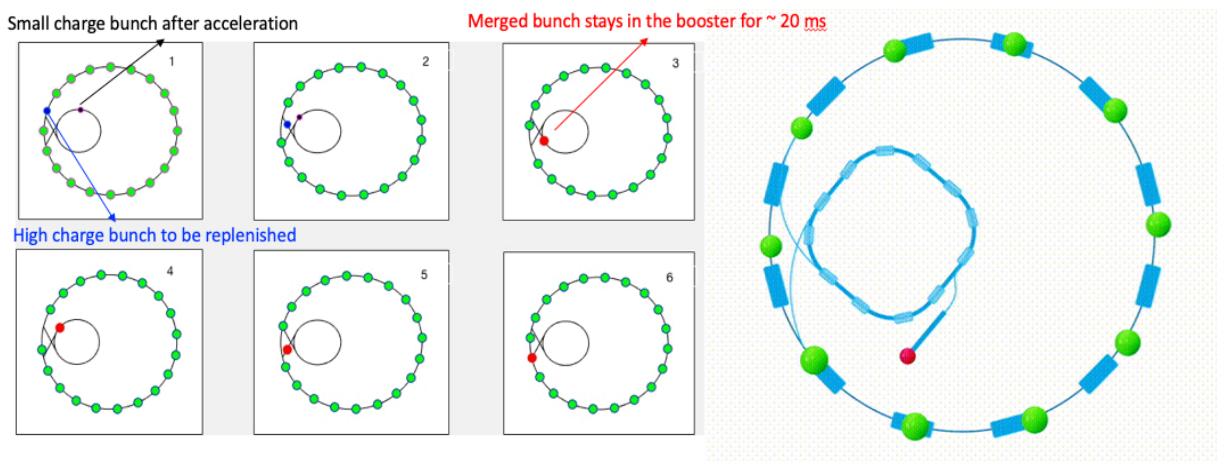 Small charge bunch after acceleration
Merged bunch stays in the booster for ~ 20 ms
1
2
3
High charge bunch to be replenished
4
5
6